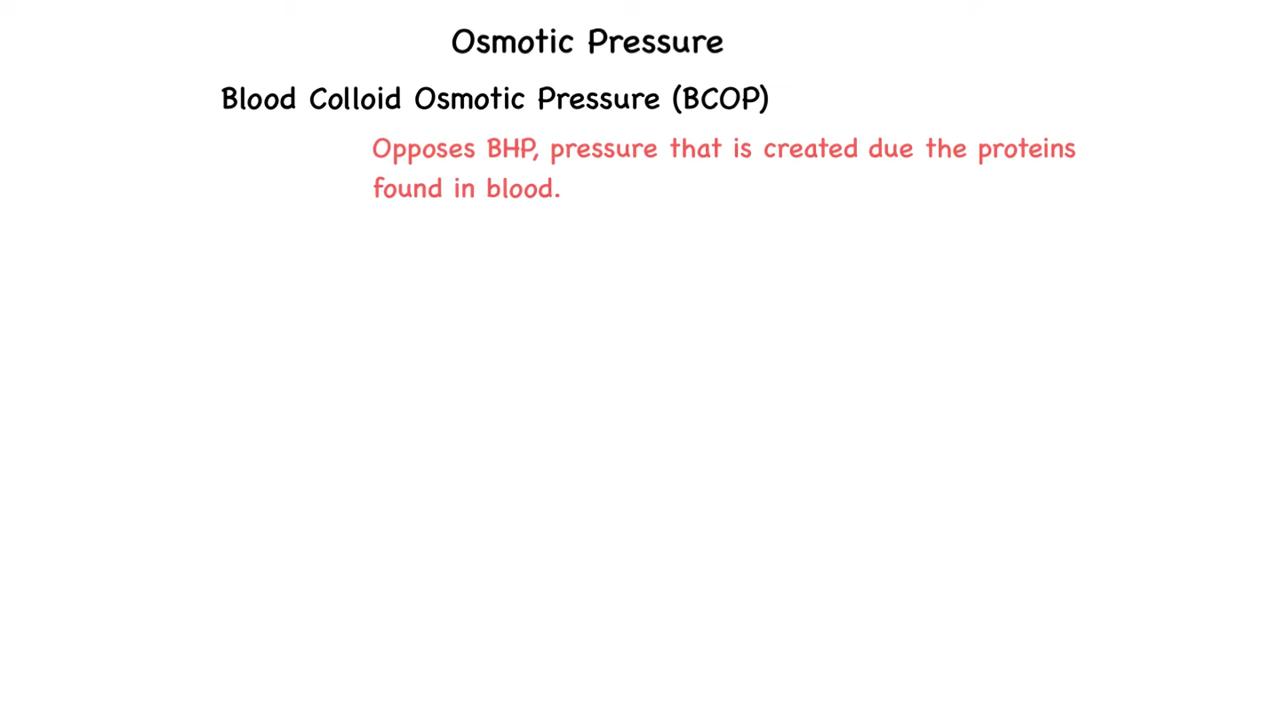 Osmotic Pressure
Blood Colloid Osmotic Pressure (BCOP)
Opposes BHP, pressure that is created due the proteins
found in blood.